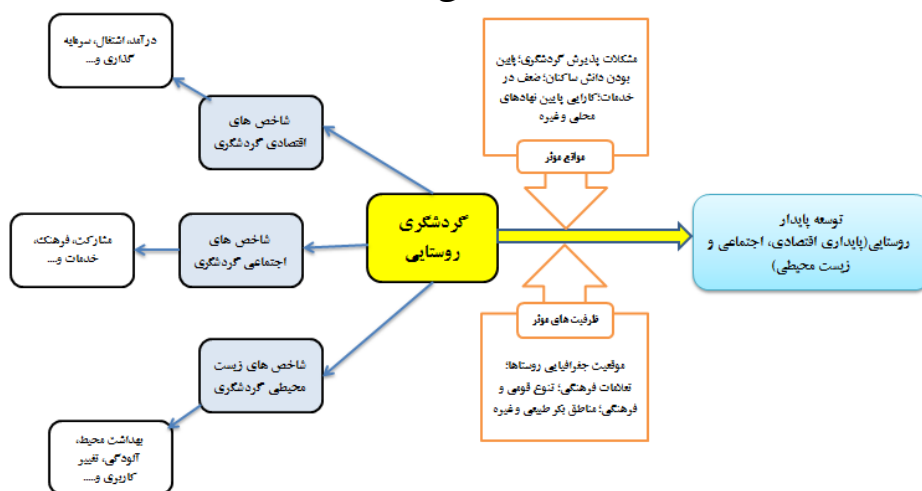 درآمد، اشتغال، سرمایه
گذاری و....
شاخص های
اقتصادی گردشگری
مشارکت، فرهنگ،
خدمات و....
شاخص های
اجتماعی گردشگری
شاخص های زیست
محیطی گردشگری
بهداشت محیط،
آلودگی، تغییر
کاربری و.....
گردشگری
روستایی
مشکلات پذیرش گردشگری؛ پایین
بودن دانش ساکنان؛ ضعف در
خدمات؛ کارایی پایین نهادهای
محلی و غیره
موانع موثر
ظرفیت های موثر
موقعیت جغرافیایی روستاها؛
تعلامات فرهنگی؛ تنوع قومی و
فرهنگی؛ مناطق بکر طبیعی و غیره
توسعه پایدار
روستایی(پایداری اقتصادی، اجتماعی و
زیست محیطی)